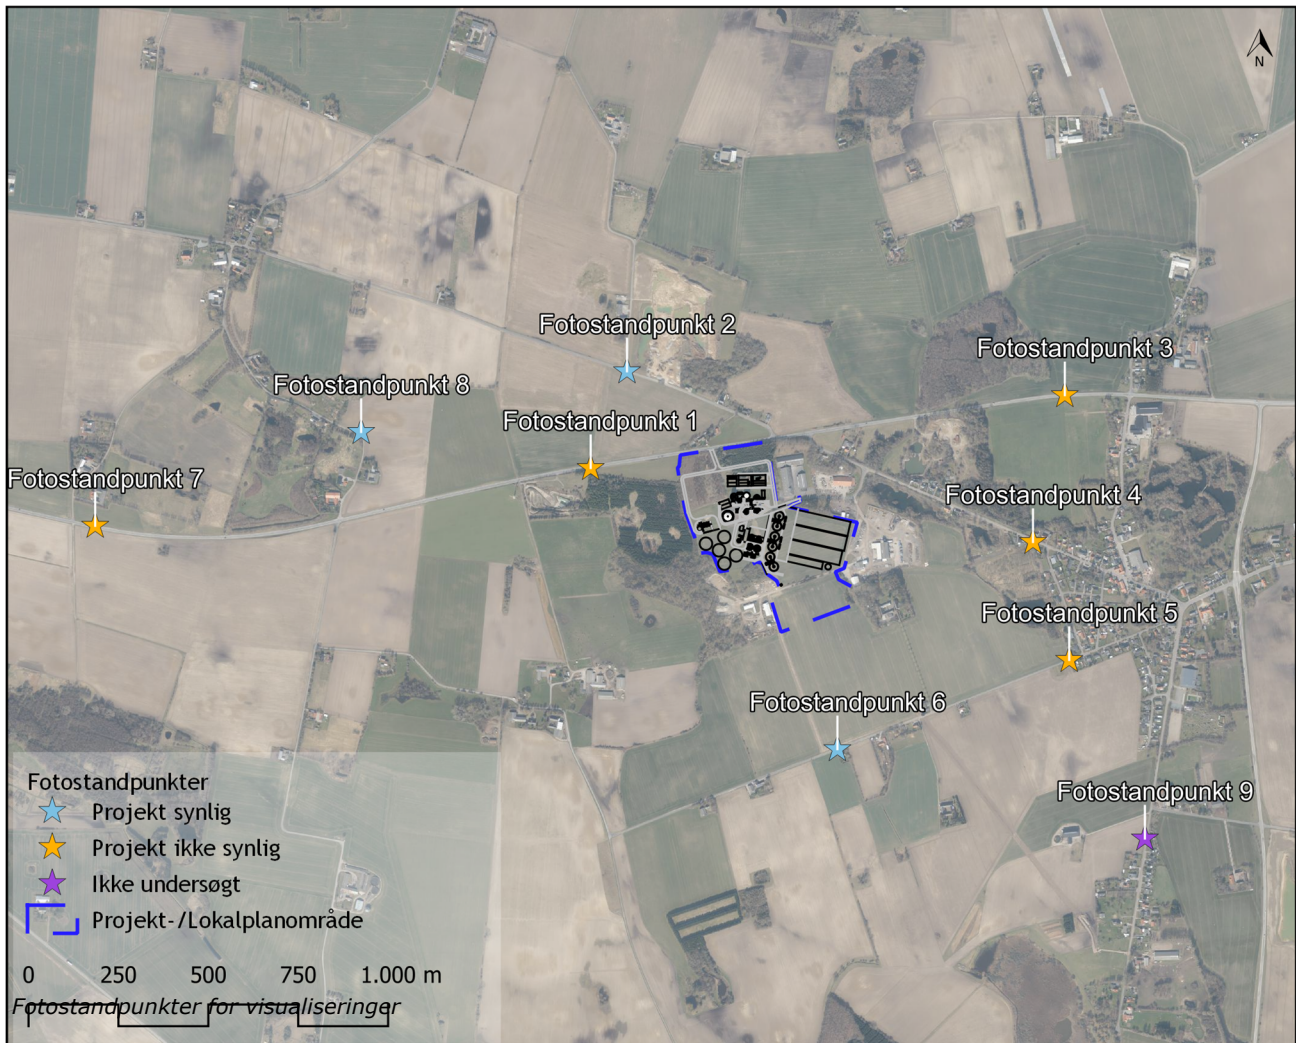 N
Fotostandpunkt 2
Fotostandpunkt 3
Fotostandpunkt 8
Fotostandpunkt 1
Fotostandpunkt 7
Fotostandpunkt 4
Fotostandpunkt 5
Fotostandpunkt 6
Fotostandpunkt 9
Fotostandpunkter
Projekt synlig
Projekt ikke synlig
Ikke undersøgt
Projekt-/Lokalplanområde
0 250 500 750 1.000 m
Fotostandpunkter for visualiseringer